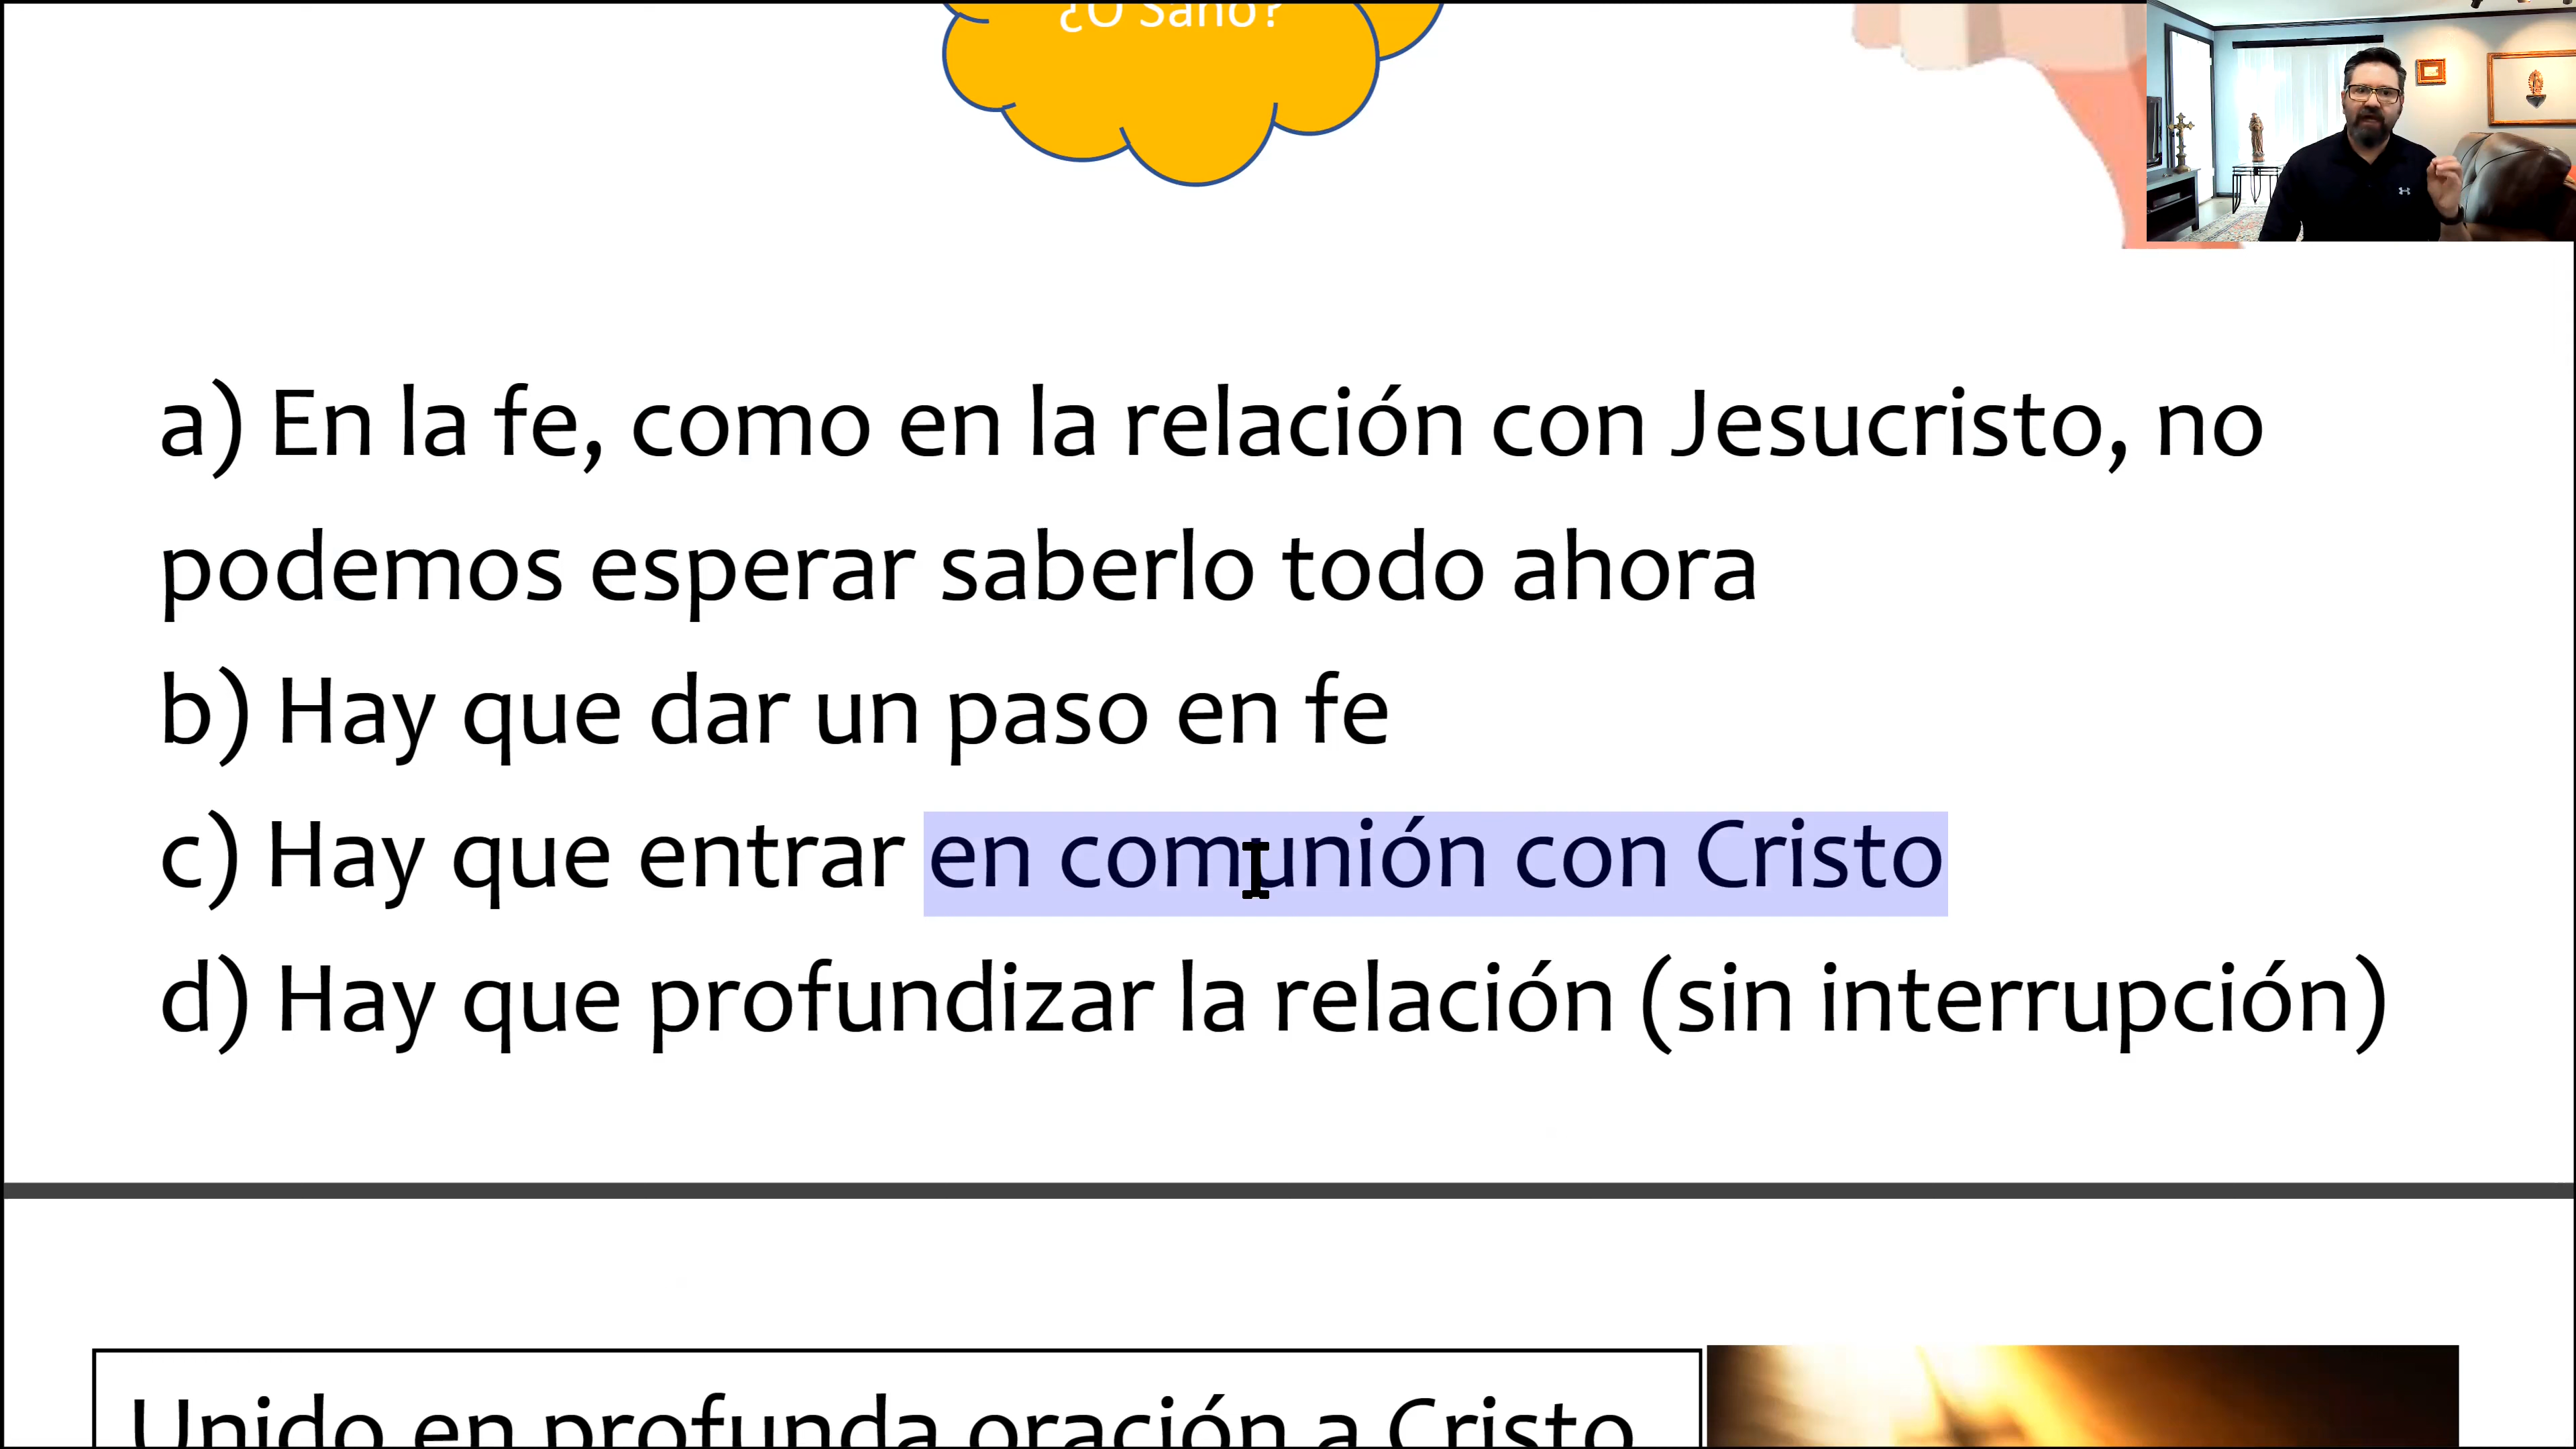 ¿O Sano?
a) En la fe, como en la relación con Jesucristo, no
podemos esperar saberlo todo ahora
b) Hay que dar un paso en fe
c) Hay que entrar en comunión con Cristo
d) Hay que profundizar la relación (sin interrupción)
Unido en profunda oración a Cristo